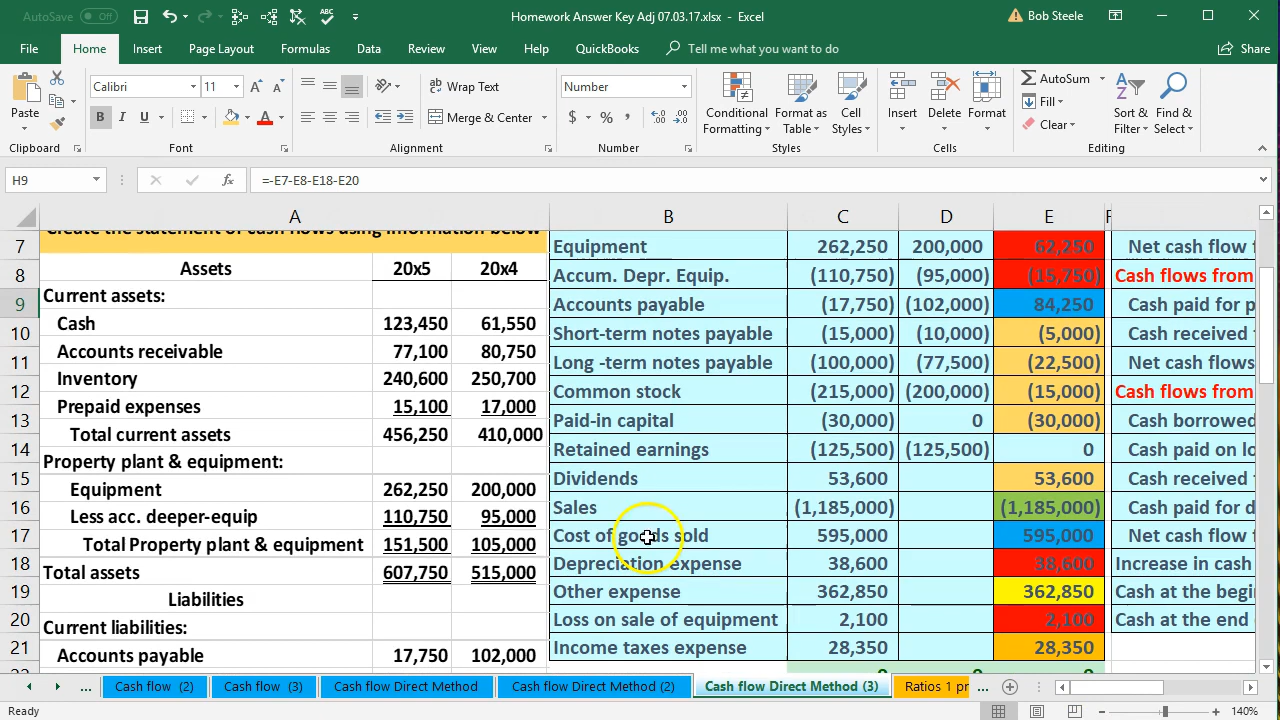 AutoSave Off
Homework Answer Key Adj 07.03.17.xlsx - Excel
Bob Steele
File Home Insert Page Layout Formulas Data Review View Help QuickBooks Tell me what you want to do Share
Paste
Calibri 11
B I U
Wrap Text
Merge & Center
Number
$ % ,
Conditional Formatting
Format as Table
Cell Styles
Insert Delete Format
AutoSum
Fill
Clear
Sort & Filter
Find & Select
Clipboard Font Alignment Number Styles Cells Editing
H9 fx =-E7-E8-E18-E20
A B C D E F
Create the statement of cash flows using information below
7 Equipment 262,250 200,000 62,250 Net cash flow f
8 Assets 20x5 20x4 Accum. Depr. Equip. (110,750) (95,000) (15,750) Cash flows from
9 Current assets: Accounts payable (17,750) (102,000) 84,250 Cash paid for p
10 Cash 123,450 61,550 Short-term notes payable (15,000) (10,000) (5,000) Cash received
11 Accounts receivable 77,100 80,750 Long -term notes payable (100,000) (77,500) (22,500) Net cash flows
12 Inventory 240,600 250,700 Common stock (215,000) (200,000) (15,000) Cash flows from
13 Prepaid expenses 15,100 17,000 Paid-in capital (30,000) 0 (30,000) Cash borrowed
14 Total current assets 456,250 410,000 Retained earnings (125,500) (125,500) 0 Cash paid on lo
15 Property plant & equipment: Dividends 53,600 53,600 Cash received
16 Equipment 262,250 200,000 Sales (1,185,000) (1,185,000) Cash paid for d
17 Less acc. deeper-equip 110,750 95,000 Cost of goods sold 595,000 595,000 Net cash flow f
18 Total Property plant & equipment 151,500 105,000 Depreciation expense 38,600 38,600 Increase in cash
19 Total assets 607,750 515,000 Other expense 362,850 362,850 Cash at the begi
20 Liabilities Loss on sale of equipment 2,100 2,100 Cash at the end
21 Current liabilities: Income taxes expense 28,350 28,350
Accounts payable 17,750 102,000
... Cash flow (2) Cash flow (3) Cash flow Direct Method Cash flow Direct Method (2) Cash flow Direct Method (3) Ratios 1 pr ...
Ready 140%